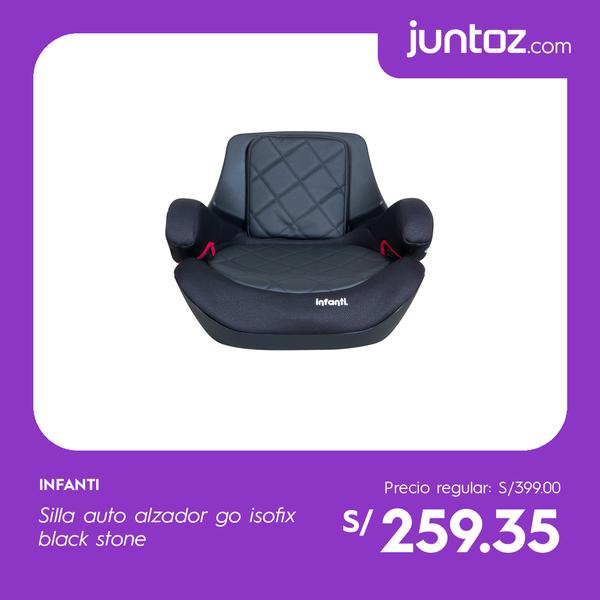 juntoz.com
infanti.
INFANTI
Silla auto alzador go isofix
black stone
Precio regular: S/399.00
S/259.35